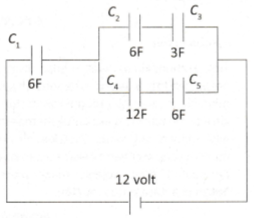 C₂ C₃
C₁
6F 3F
6F
C₄ C₅
12F 6F
12 volt